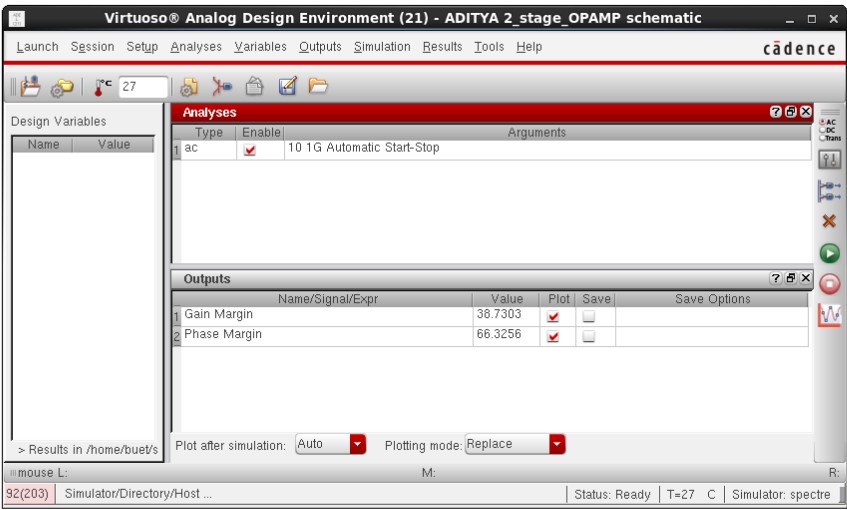 Virtuoso® Analog Design Environment (21) - ADITYA 2_stage_OPAMP schematic
Launch Session Setup Analyses Variables Outputs Simulation Results Tools Help
cādence
27
Design Variables
Name Value
> Results in /home/buet/s
Analyses
Type Enable Arguments
1 ac 10 1G Automatic Start-Stop
Outputs
Name/Signal/Expr Value Plot Save Save Options
1 Gain Margin 38.7303
2 Phase Margin 66.3256
Plot after simulation: Auto Plotting mode: Replace
AC
DC
Trans
mouse L: M: R:
92(203) Simulator/Directory/Host ... Status: Ready T=27 C Simulator: spectre